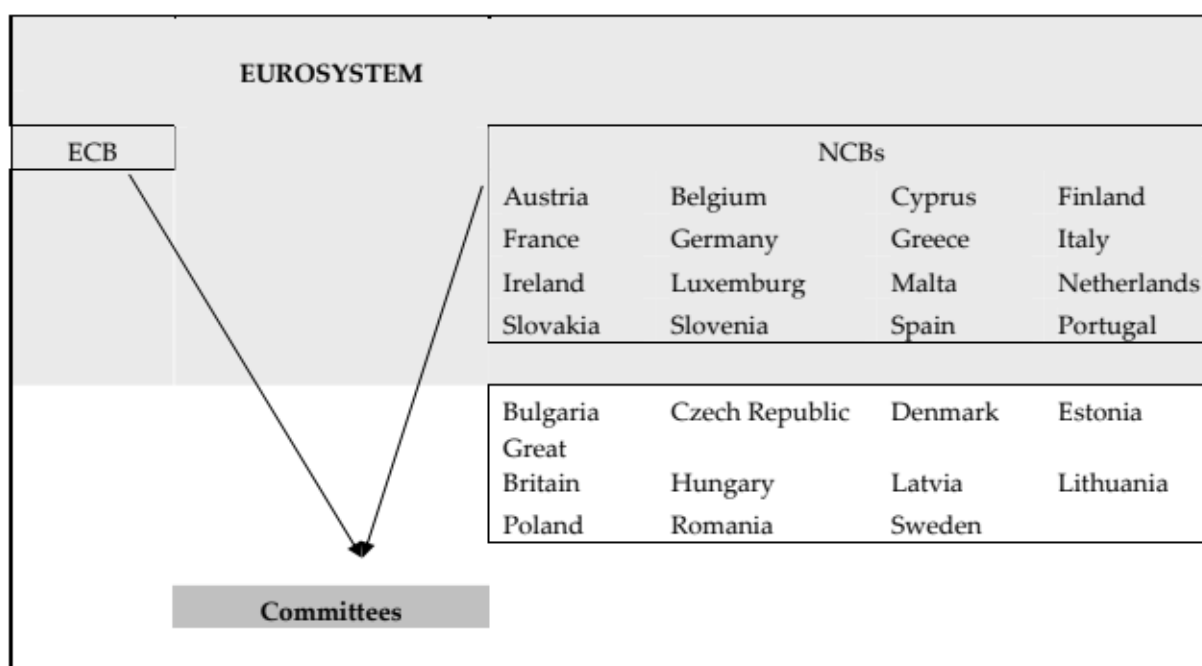 EUROSYSTEM
ECB
NCBs
Austria Belgium Cyprus Finland
France Germany Greece Italy
Ireland Luxemburg Malta Netherlands
Slovakia Slovenia Spain Portugal
Bulgaria Czech Republic Denmark Estonia
Great
Britain Hungary Latvia Lithuania
Poland Romania Sweden
Committees